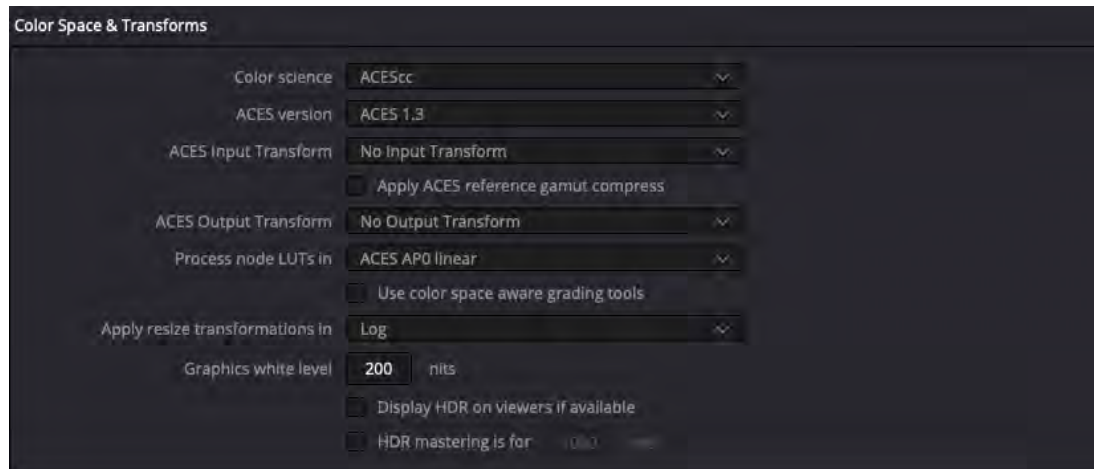 Color Space & Transforms
Color science ACEScc
ACES version ACES 1.3
ACES Input Transform No Input Transform
Apply ACES reference gamut compress
ACES Output Transform No Output Transform
Process node LUTs in ACES AP0 linear
Use color space aware grading tools
Apply resize transformations in Log
Graphics white level 200 nits
Display HDR on viewers if available
HDR mastering is for